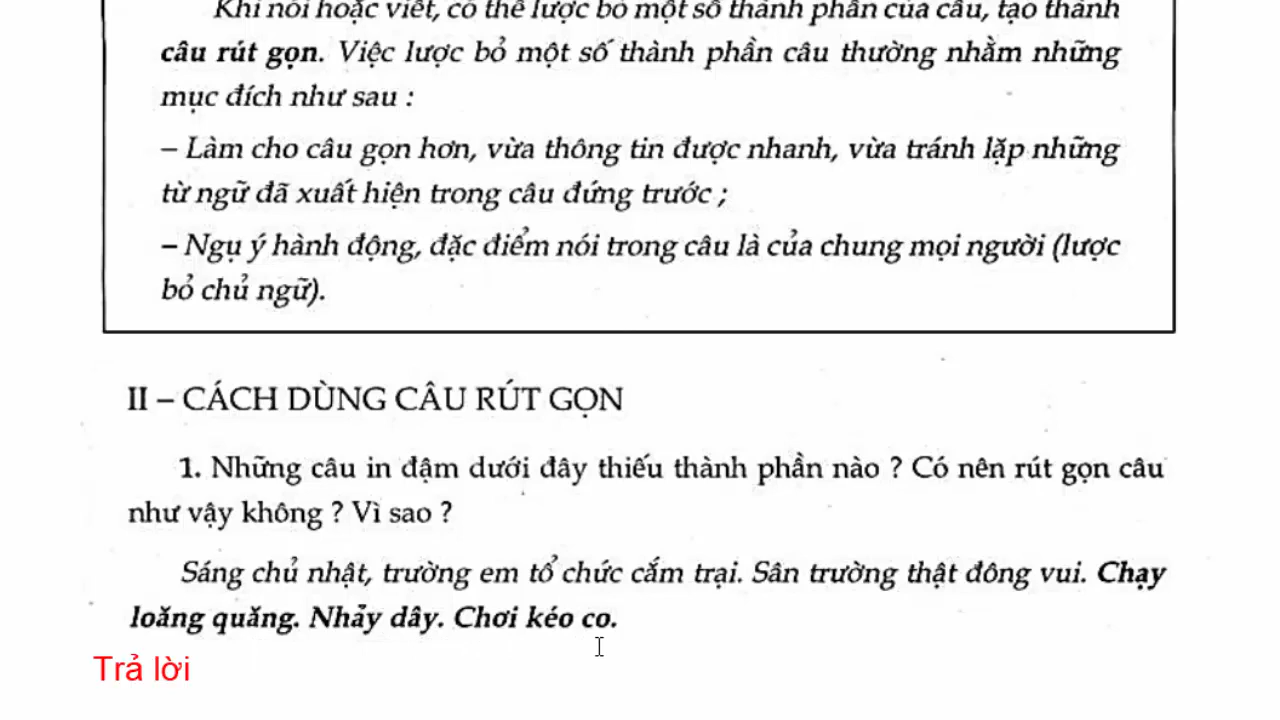 Khi nói hoặc viết, có thể lược bỏ một số thành phần của câu, tạo thành
câu rút gọn. Việc lược bỏ một số thành phần câu thường nhằm những
mục đích như sau :
– Làm cho câu gọn hơn, vừa thông tin được nhanh, vừa tránh lặp những
từ ngữ đã xuất hiện trong câu đứng trước ;
– Ngụ ý hành động, đặc điểm nói trong câu là của chung mọi người (lược
bỏ chủ ngữ).
II – CÁCH DÙNG CÂU RÚT GỌN
1. Những câu in đậm dưới đây thiếu thành phần nào ? Có nên rút gọn câu
như vậy không ? Vì sao ?
Sáng chủ nhật, trường em tổ chức cắm trại. Sân trường thật đông vui. Chạy
loăng quăng. Nhảy dây. Chơi kéo co.
Trả lời